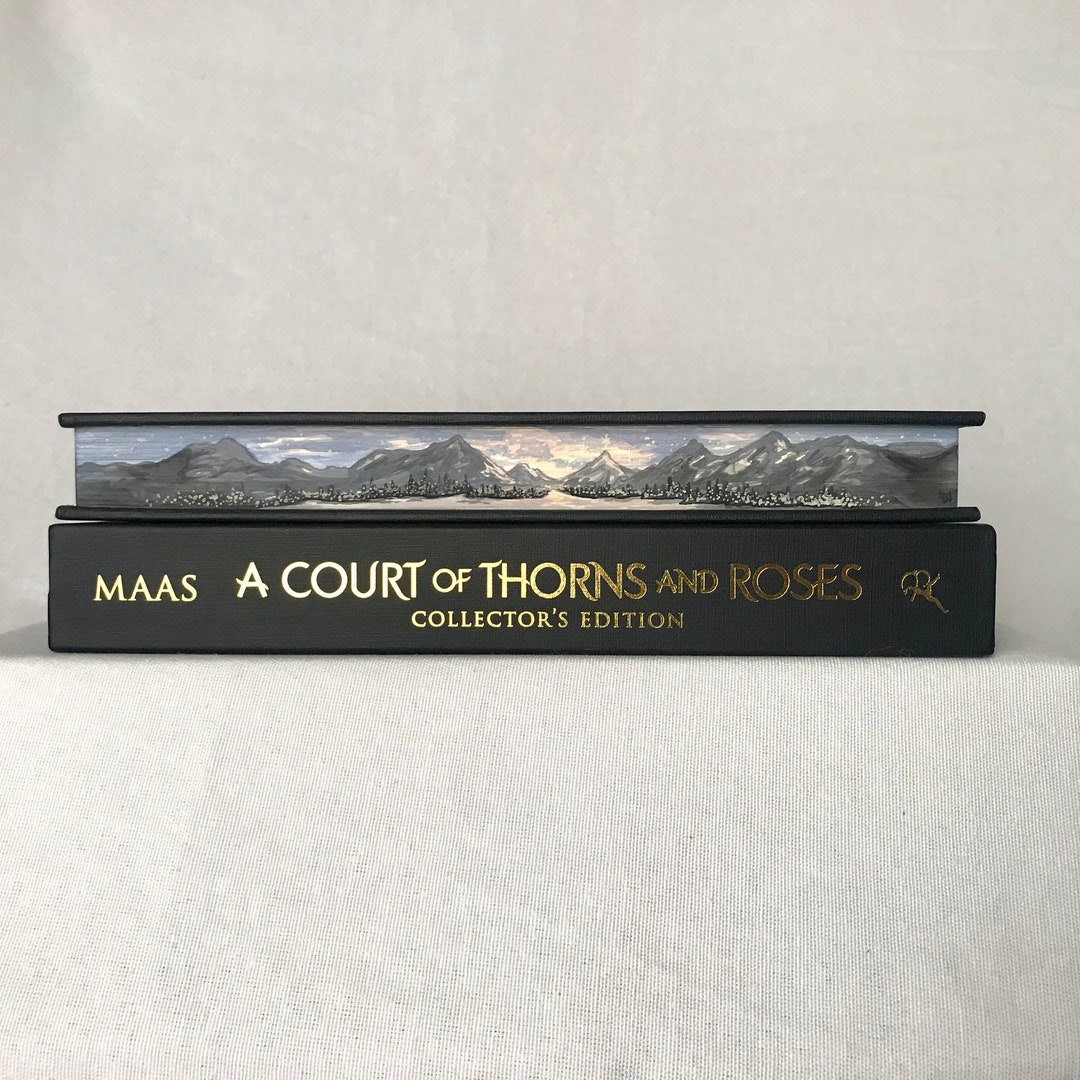 MAAS A COURT OF THORNS AND ROSES
COLLECTOR'S EDITION